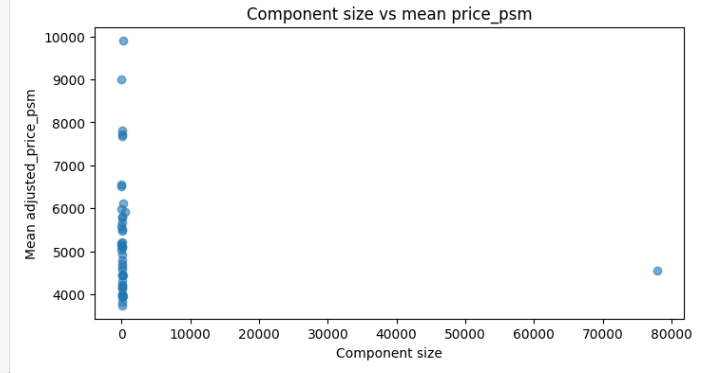 Component size vs mean price_psm
10000
9000
8000
7000
6000
5000
4000
Mean adjusted_price_psm
0 10000 20000 30000 40000 50000 60000 70000 80000
Component size